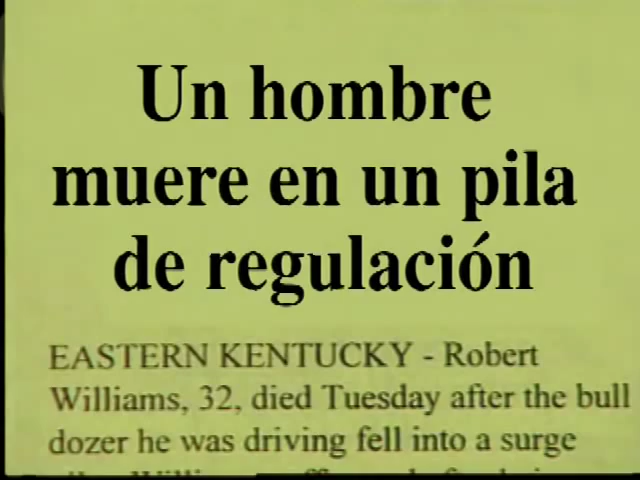 Un hombre
muere en un pila
de regulación
EASTERN KENTUCKY - Robert
Williams, 32, died Tuesday after the bull
dozer he was driving fell into a surge